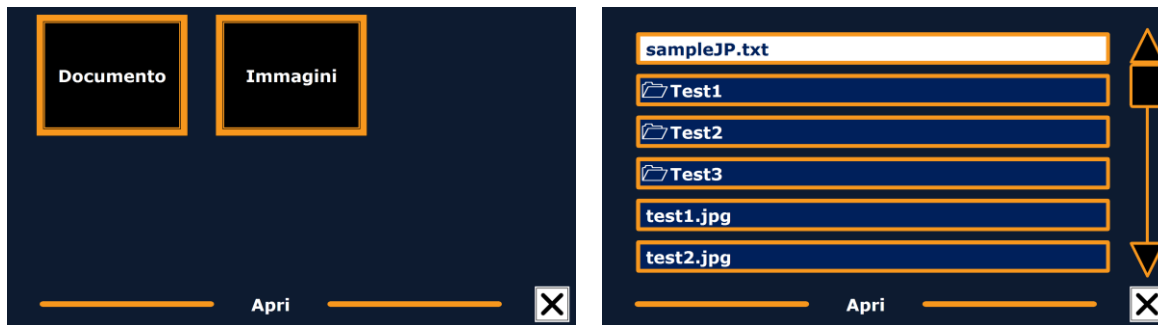 Documento
Immagini
Apri
sampleJP.txt
Test1
Test2
Test3
test1.jpg
test2.jpg
Apri